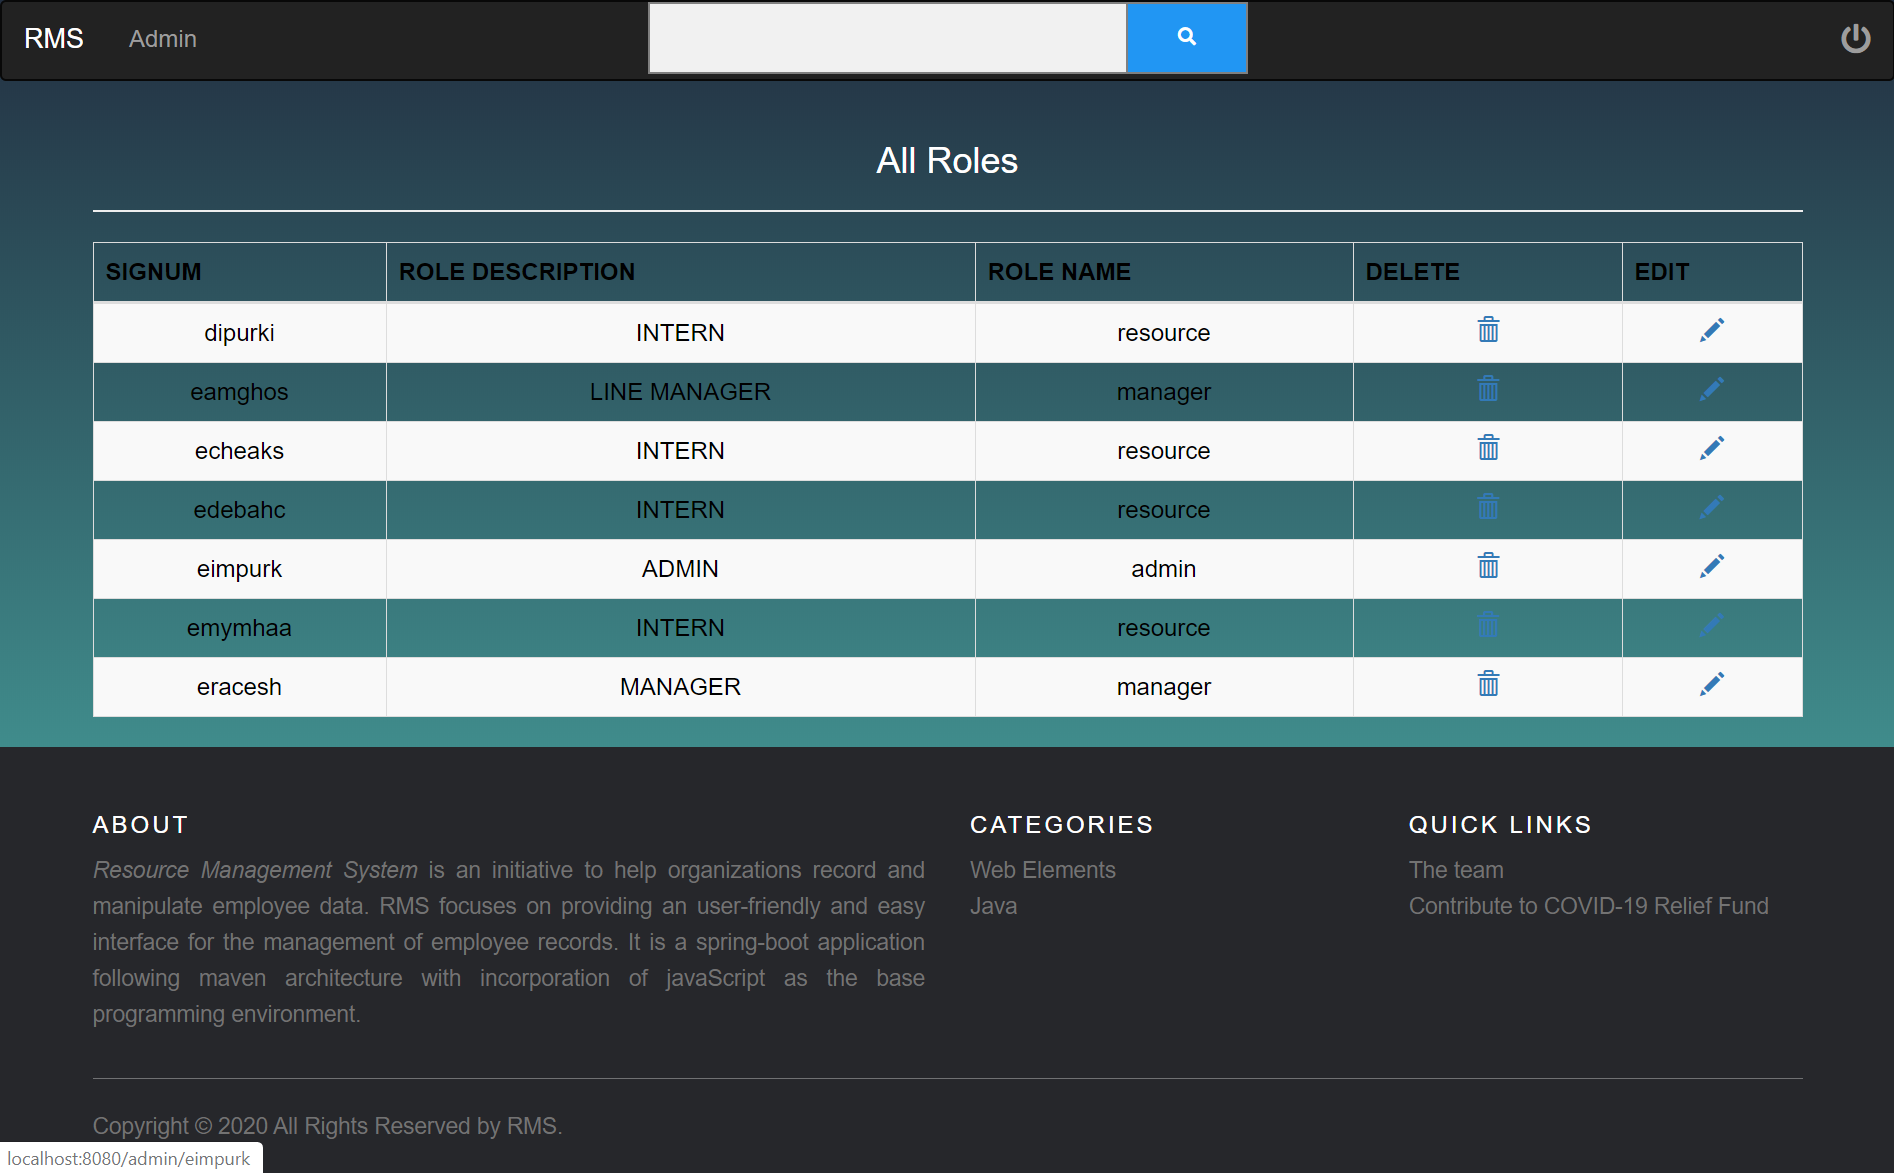 RMS Admin
All Roles
SIGNUM ROLE DESCRIPTION ROLE NAME DELETE EDIT
dipurki INTERN resource
eamghos LINE MANAGER manager
echeaks INTERN resource
edebahc INTERN resource
eimpurk ADMIN admin
emymhaa INTERN resource
eracesh MANAGER manager
ABOUT
Resource Management System is an initiative to help organizations record and
manipulate employee data. RMS focuses on providing an user-friendly and easy
interface for the management of employee records. It is a spring-boot application
following maven architecture with incorporation of javaScript as the base
programming environment.
CATEGORIES
Web Elements
Java
QUICK LINKS
The team
Contribute to COVID-19 Relief Fund
Copyright © 2020 All Rights Reserved by RMS.
localhost:8080/admin/eimpurk